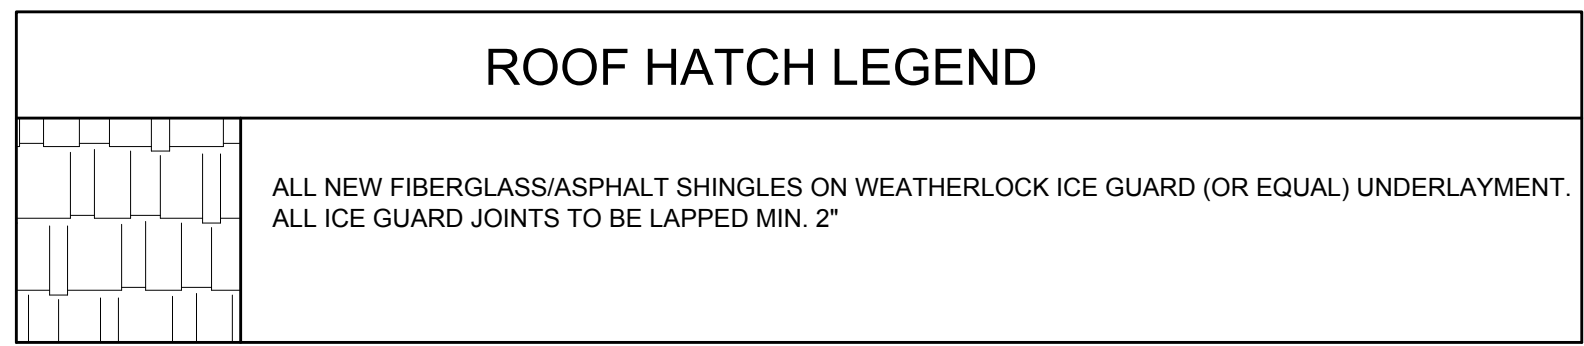 ROOF HATCH LEGEND
ALL NEW FIBERGLASS/ASPHALT SHINGLES ON WEATHERLOCK ICE GUARD (OR EQUAL) UNDERLAYMENT.
ALL ICE GUARD JOINTS TO BE LAPPED MIN. 2"